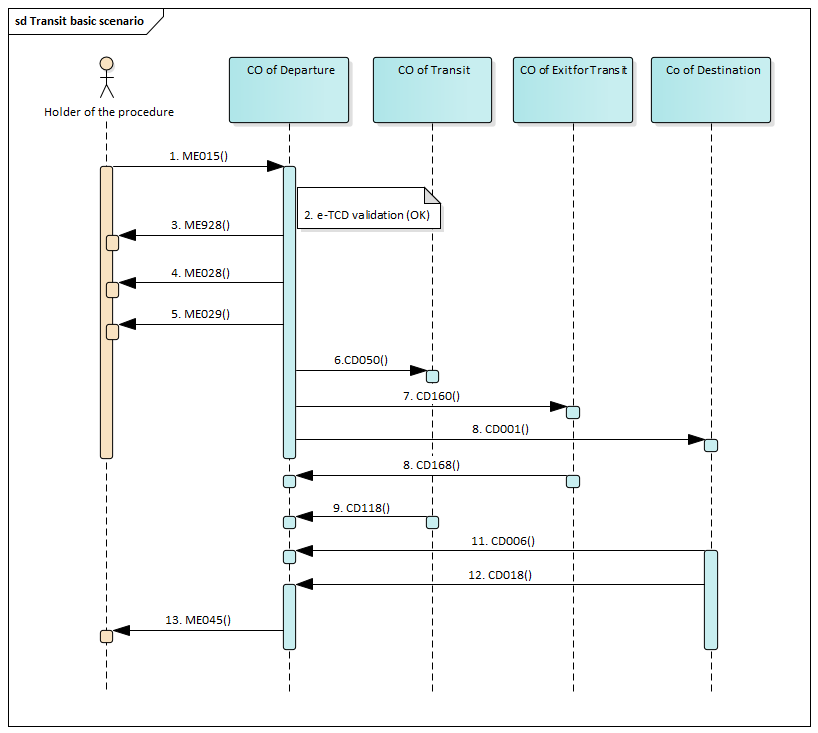 sd Transit basic scenario
CO of Departure
CO of Transit
CO of ExitforTransit
Co of Destination
Holder of the procedure
1. ME015()
2. e-TCD validation (OK)
3. ME928()
4. ME028()
5. ME029()
6.CD050()
7. CD160()
8. CD001()
8. CD168()
9. CD118()
11. CD006()
12. CD018()
13. ME045()